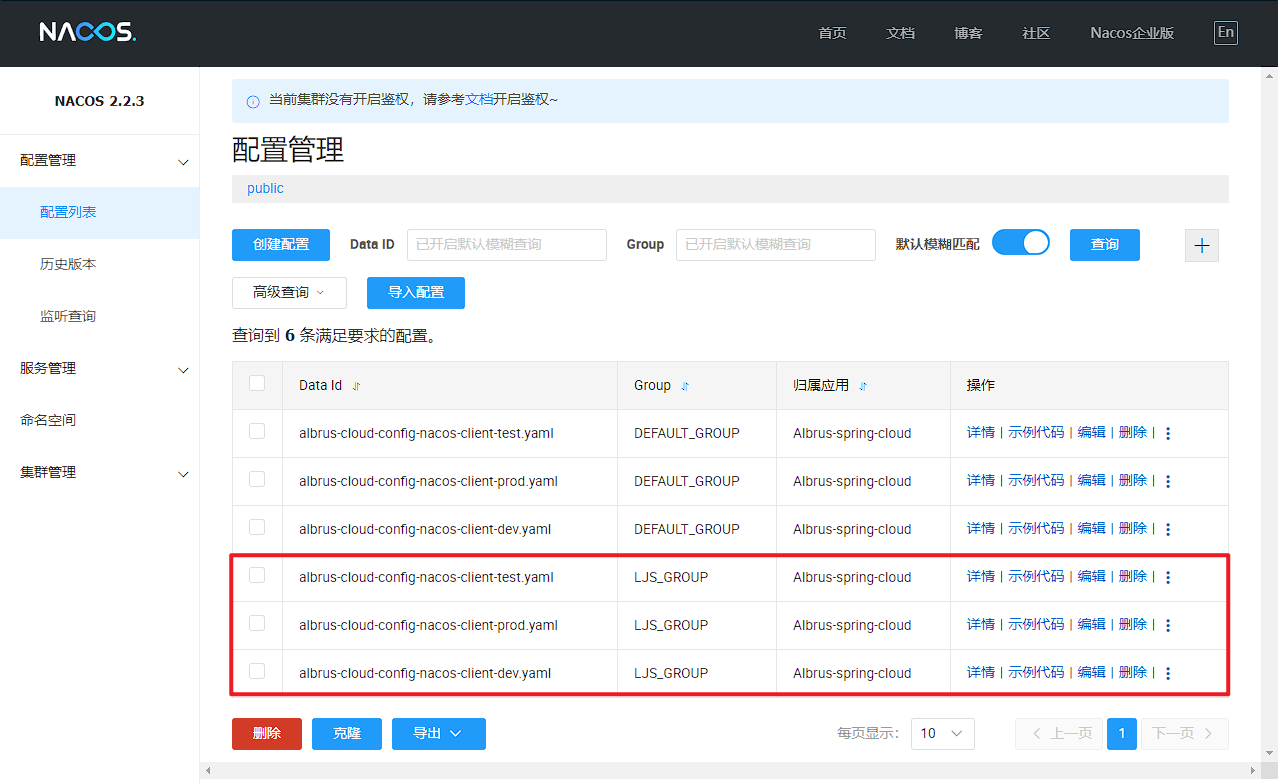 NACOS.
首页 文档 博客 社区 Nacos企业版 En
NACOS 2.2.3
配置管理
配置列表
历史版本
监听查询
服务管理
命名空间
集群管理
当前集群没有开启鉴权，请参考文档开启鉴权~
配置管理
public
创建配置 Data ID 已开启默认模糊查询 Group 已开启默认模糊查询 默认模糊匹配 查询
高级查询 导入配置
查询到 6 条满足要求的配置。
Data Id Group 归属应用 操作
albrus-cloud-config-nacos-client-test.yaml DEFAULT_GROUP Albrus-spring-cloud 详情 | 示例代码 | 编辑 | 删除 |
albrus-cloud-config-nacos-client-prod.yaml DEFAULT_GROUP Albrus-spring-cloud 详情 | 示例代码 | 编辑 | 删除 |
albrus-cloud-config-nacos-client-dev.yaml DEFAULT_GROUP Albrus-spring-cloud 详情 | 示例代码 | 编辑 | 删除 |
albrus-cloud-config-nacos-client-test.yaml LJS_GROUP Albrus-spring-cloud 详情 | 示例代码 | 编辑 | 删除 |
albrus-cloud-config-nacos-client-prod.yaml LJS_GROUP Albrus-spring-cloud 详情 | 示例代码 | 编辑 | 删除 |
albrus-cloud-config-nacos-client-dev.yaml LJS_GROUP Albrus-spring-cloud 详情 | 示例代码 | 编辑 | 删除 |
删除 克隆 导出 每页显示： 10 上一页 1 下一页